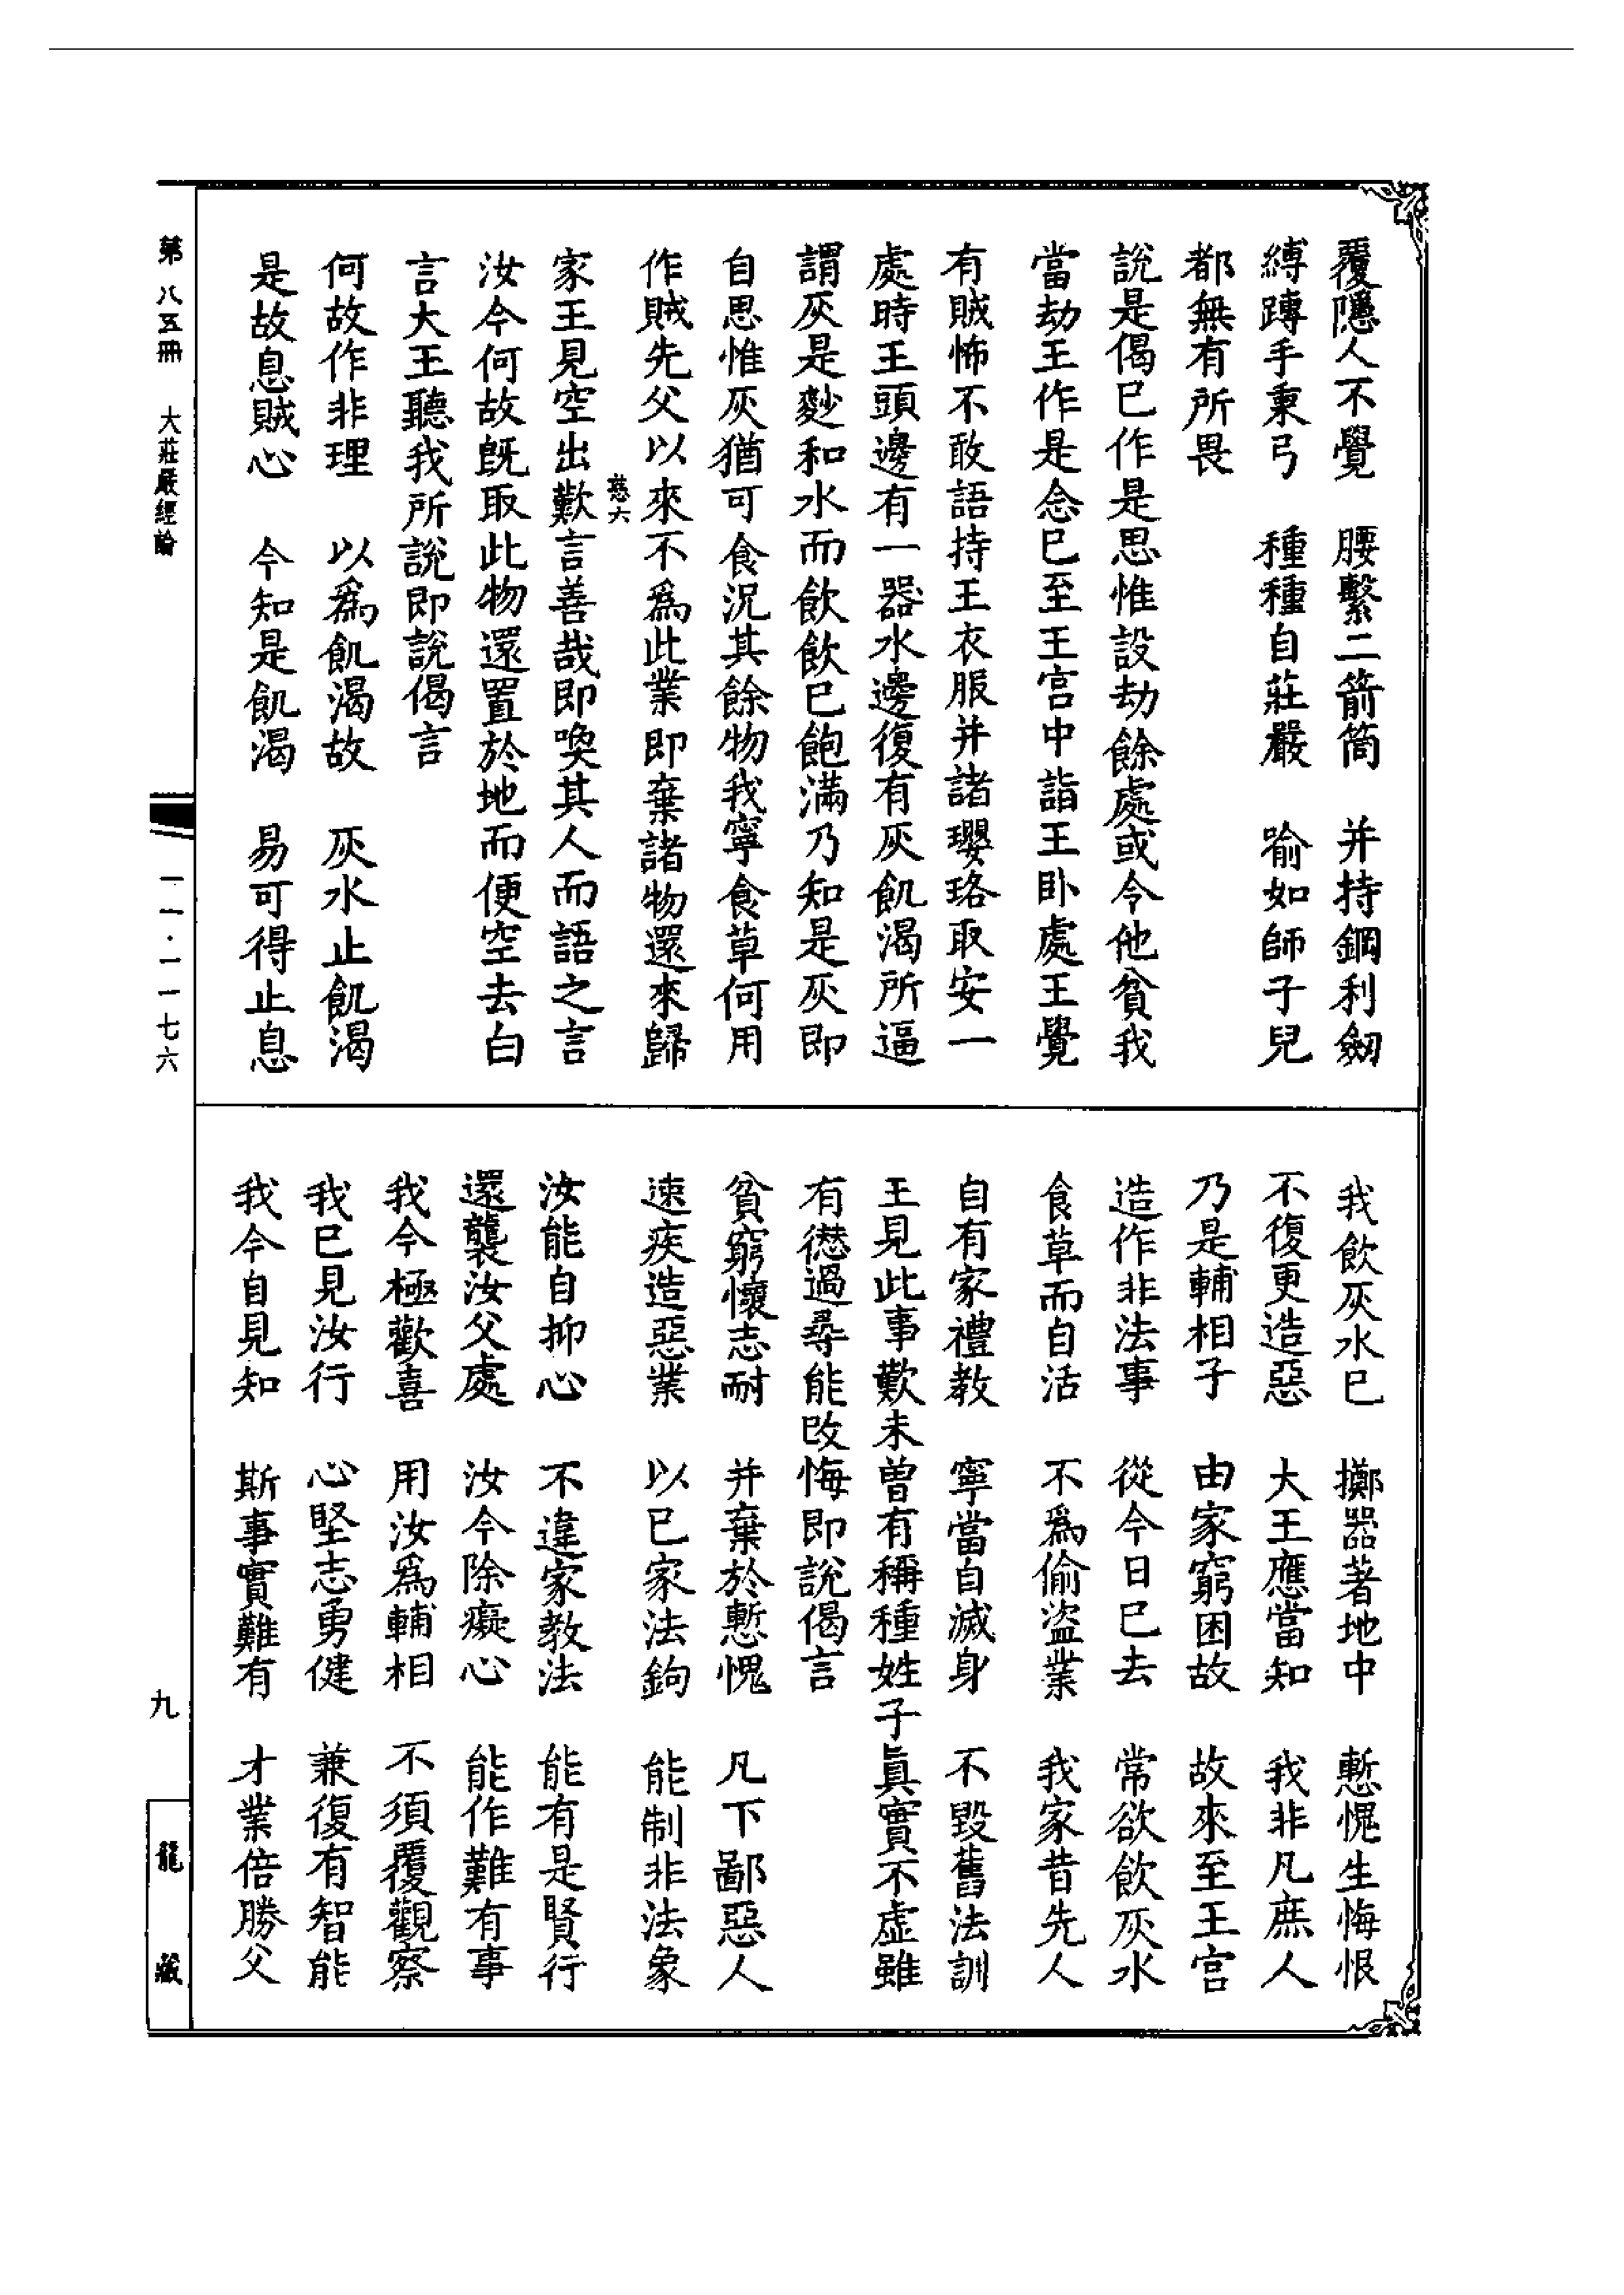 覆隱人不覺　腰繫二箭筒　并持鋼利劒
縛䏝手秉弓　種種自莊嚴　喻如師子兒
都無有所畏
說是偈已作是思惟設劫餘處或令他貧我
當劫王作是念已至王宫中詣王卧處王覺
有賊怖不敢語持王衣服并諸瓔珞取安一
處時王頭邊有一器水邊復有灰飢渴所逼
謂灰是麨和水而飲飲已飽滿乃知是灰即
自思惟灰猶可食況其餘物我寧食草何用
作賊先父以來不爲此業即棄諸物還來歸
慈六
家王見空出歎言善哉即喚其人而語之言
汝今何故旣取此物還置於地而便空去白
言大王聽我所說即說偈言
何故作非理　以爲飢渴故　灰水止飢渴
是故息賊心　今知是飢渴　易可得止息
我飲灰水已　擲器著地中　慙愧生悔恨
不復更造惡　大王應當知　我非凡庶人
乃是輔相子　由家窮困故　故來至王宫
造作非法事　從今日已去　常欲飲灰水
食草而自活　不爲偷盗業　我家昔先人
自有家禮教　寧當自滅身　不毀舊法訓
王見此事歎未曽有稱種姓子眞實不虚雖
有㥶過尋能改悔即說偈言
貧窮懷志耐　并棄於慙愧　凡下鄙惡人
速疾造惡業　以已家法鉤　能制非法象
汝能自抑心　不違家教法　能有是賢行
還襲汝父處　汝今除癡心　能作難有事
我今極歡喜　用汝爲輔相　不須覆觀察
我已見汝行　心堅志勇健　兼復有智能
我今自見知　斯事實難有　才業倍勝父
第八五冊　大莊嚴經論
一一·一一七六
九
龍藏